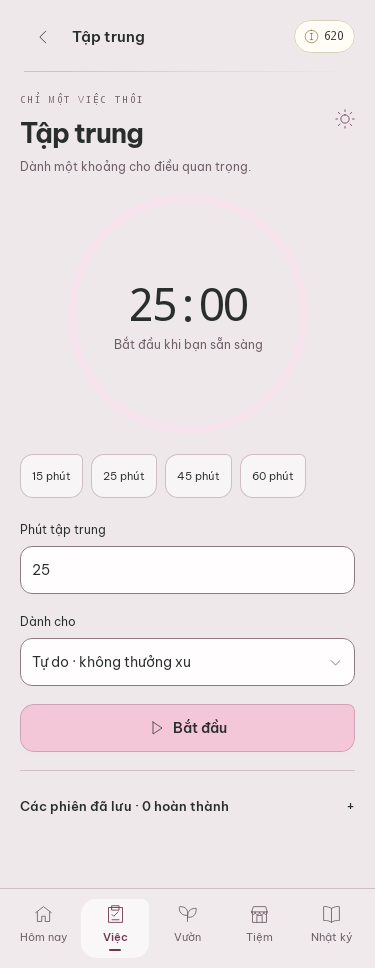 Tập trung
620
CHỈ MỘT VIỆC THÔI
Tập trung
Dành một khoảng cho điều quan trọng.
25:00
Bắt đầu khi bạn sẵn sàng
15 phút
25 phút
45 phút
60 phút
Phút tập trung
25
Dành cho
Tự do · không thưởng xu
Bắt đầu
Các phiên đã lưu · 0 hoàn thành
+
Hôm nay
Việc
Vườn
Tiệm
Nhật ký